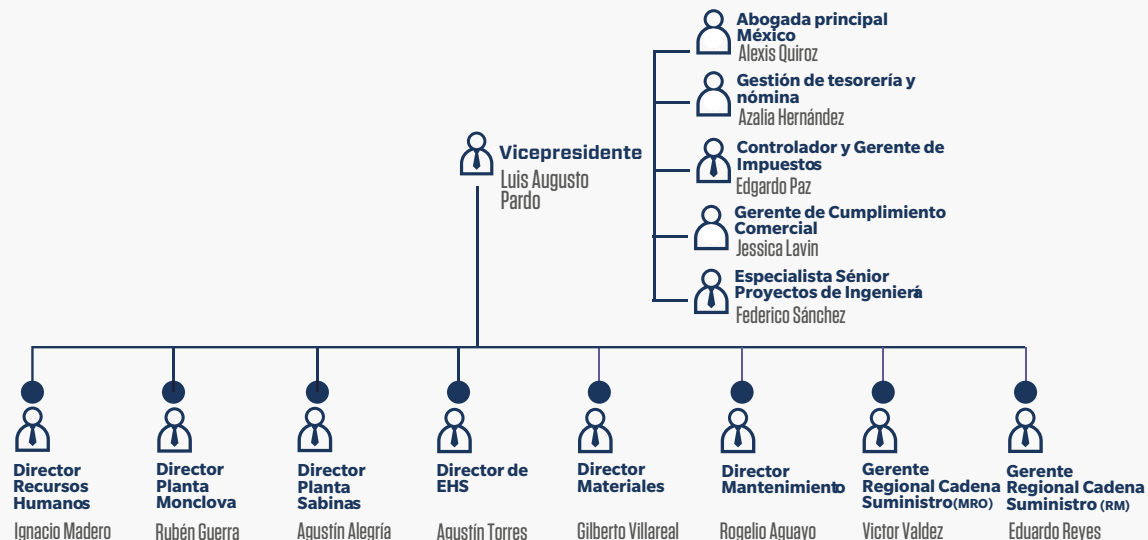 Abogada principal
México
Alexis Quiroz
Gestión de tesorería y
nómina
Azalia Hernández
Controlador y Gerente de
Impuestos
Edgardo Paz
Gerente de Cumplimiento
Comercial
Jessica Lavin
Especialista Sénior
Proyectos de Ingenierá
Federico Sánchez
Vicepresidente
Luis Augusto
Pardo
Director
Recursos
Humanos
Ignacio Madero
Director
Planta
Monclova
Rubén Guerra
Director
Planta
Sabinas
Agustín Alegría
Director de
EHS
Agustín Torres
Director
Materiales
Gilberto Villareal
Director
Mantenimiento
Rogelio Aguayo
Gerente
Regional Cadena
Suministro(MRO)
Victor Valdez
Gerente
Regional Cadena
Suministro (RM)
Eduardo Reyes